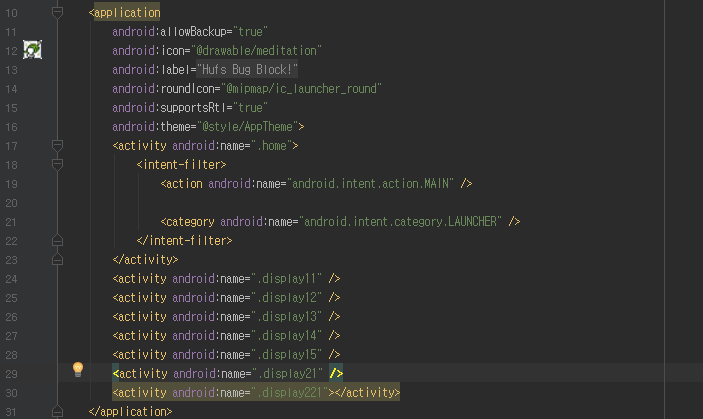 10 <application
11 android:allowBackup="true"
12 android:icon="@drawable/meditation"
13 android:label="Hufs Bug Block!"
14 android:roundIcon="@mipmap/ic_launcher_round"
15 android:supportsRtl="true"
16 android:theme="@style/AppTheme">
17 <activity android:name=".home">
18 <intent-filter>
19 <action android:name="android.intent.action.MAIN" />
20
21 <category android:name="android.intent.category.LAUNCHER" />
22 </intent-filter>
23 </activity>
24 <activity android:name=".display11" />
25 <activity android:name=".display12" />
26 <activity android:name=".display13" />
27 <activity android:name=".display14" />
28 <activity android:name=".display15" />
29 <activity android:name=".display21" />
30 <activity android:name=".display221"></activity>
31 </application>